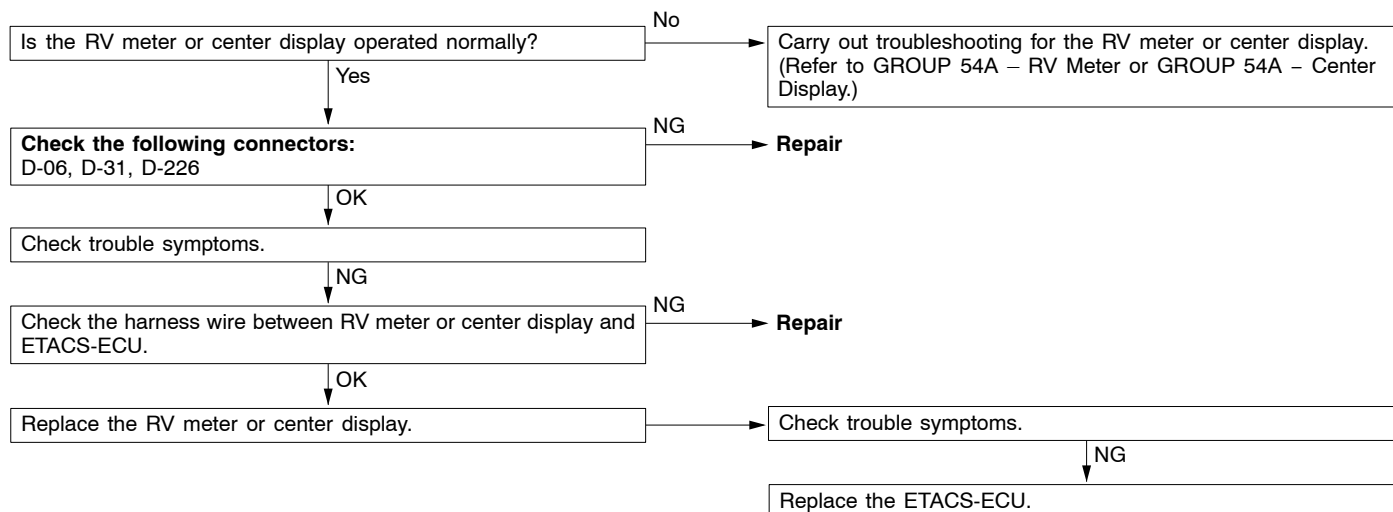 Is the RV meter or center display operated normally?
No
Carry out troubleshooting for the RV meter or center display.
(Refer to GROUP 54A – RV Meter or GROUP 54A – Center
Display.)
Yes
Check the following connectors:
D-06, D-31, D-226
NG
Repair
OK
Check trouble symptoms.
NG
Check the harness wire between RV meter or center display and
ETACS-ECU.
NG
Repair
OK
Replace the RV meter or center display.
Check trouble symptoms.
NG
Replace the ETACS-ECU.